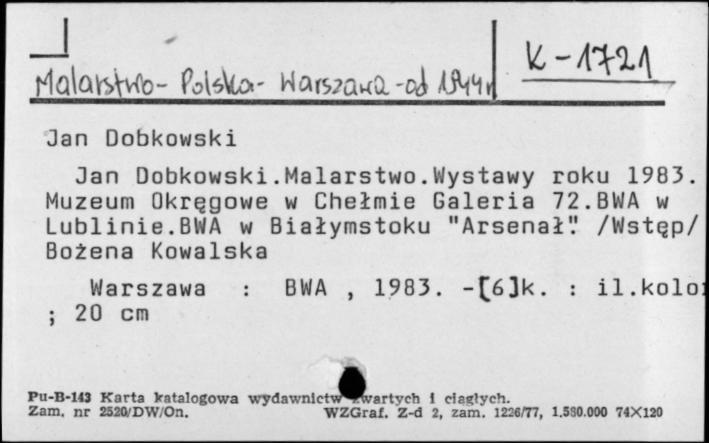 K-1721
Malarstwo - Polska - Warszawa - od 1944 r
Jan Dobkowski
Jan Dobkowski.Malarstwo.Wystawy roku 1983.
Muzeum Okręgowe w Chełmie Galeria 72.BWA w
Lublinie.BWA w Białymstoku "Arsenał". /Wstęp/
Bożena Kowalska
Warszawa : BWA , 1983. -[6]k. : il.kolor
; 20 cm
Pu-B-143 Karta katalogowa wydawnictw zwartych i ciągłych.
Zam. nr 2520/DW/On. WZGraf. Z-d 2, zam. 1226/77, 1.580.000 74X120